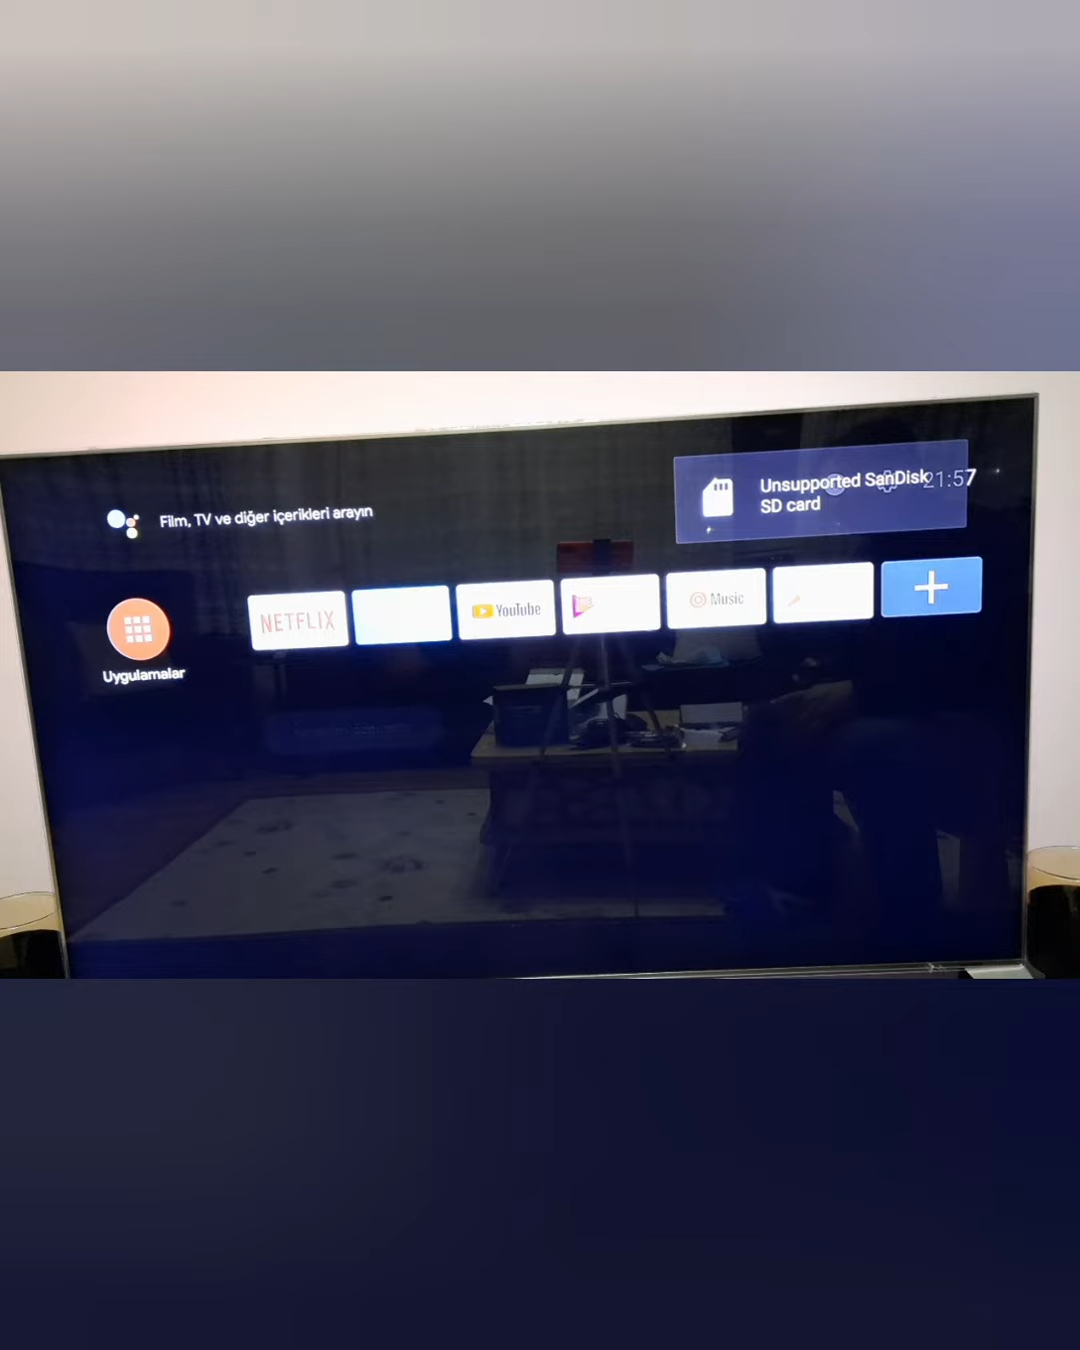 Film, TV ve diğer içerikleri arayın
Unsupported SanDisk
SD card
21:57
NETFLIX
YouTube
Music
Uygulamalar